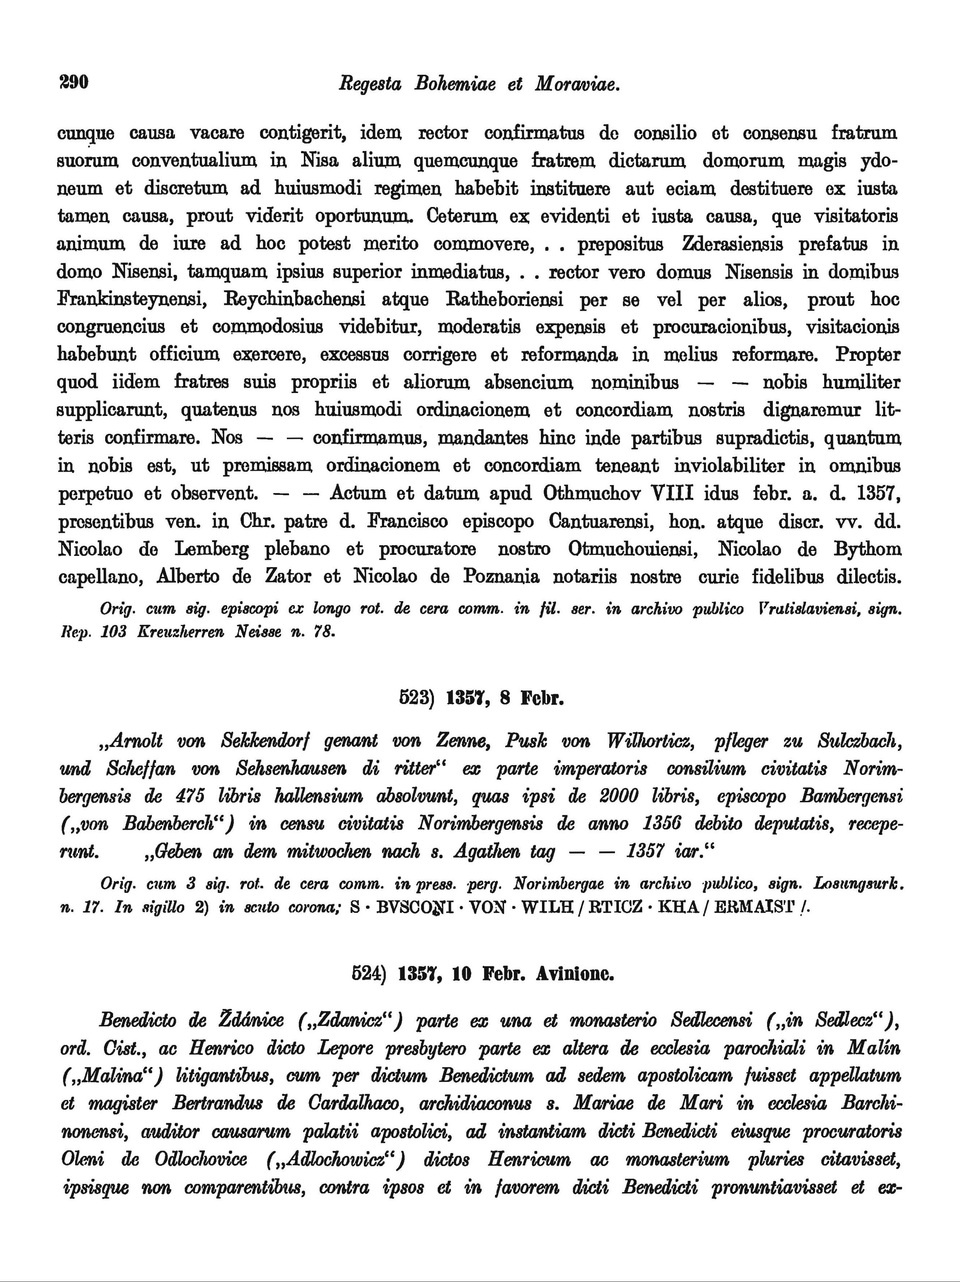 290 Regesta Bohemiae et Moraviae.
cunque causa vacare contigerit, idem rector confirmatus de consilio et consensu fratrum
suorum conventualium in Nisa alium quemcunque fratrem dictarum domorum magis ydo-
neum et discretum ad huiusmodi regimen habebit instituere aut eciam destituere ex iusta
tamen causa, prout viderit oportunum. Ceterum ex evidenti et iusta causa, que visitatoris
animum de iure ad hoc potest merito commovere, . . prepositus Zderasiensis prefatus in
domo Nisensi, tamquam ipsius superior inmediatus, . . rector vero domus Nisensis in domibus
Frankinsteynensi, Reychinbachensi atque Ratheboriensi per se vel per alios, prout hoc
congruencius et commodosius videbitur, moderatis expensis et procuracionibus, visitacionis
habebunt officium exercere, excessus corrigere et reformanda in melius reformare. Propter
quod iidem fratres suis propriis et aliorum absencium nominibus — — nobis humiliter
supplicarunt, quatenus nos huiusmodi ordinacionem et concordiam nostris dignaremur lit-
teris confirmare. Nos — — confirmamus, mandantes hinc inde partibus supradictis, quantum
in nobis est, ut premissam ordinacionem et concordiam teneant inviolabiliter in omnibus
perpetuo et observent. — — Actum et datum apud Othmuchov VIII idus febr. a. d. 1357,
presentibus ven. in Chr. patre d. Francisco episcopo Cantuarensi, hon. atque discr. vv. dd.
Nicolao de Lemberg plebano et procuratore nostro Otmuchouiensi, Nicolao de Bythom
capellano, Alberto de Zator et Nicolao de Poznania notariis nostre curie fidelibus dilectis.
Orig. cum sig. episcopi ex longo rot. de cera comm. in fil. ser. in archivo publico Vratislaviensi, sign.
Rep. 103 Kreuzherren Neisse n. 78.
523) 1357, 8 Febr.
„Arnolt von Sekkendorf genant von Zenne, Pusk von Wilhorticz, pfleger zu Sulczbach,
und Scheffan von Sehsenhausen di ritter“ ex parte imperatoris consilium civitatis Norim-
bergensis de 475 libris hallensium absolvunt, quas ipsi de 2000 libris, episcopo Bambergensi
(„von Babenberch“) in censu civitatis Norimbergensis de anno 1356 debito deputatis, recepe-
runt. „Geben an dem mitwochen nach s. Agathen tag — — 1357 iar.“
Orig. cum 3 sig. rot. de cera comm. in press. perg. Norimbergae in archivo publico, sign. Losungsurk.
n. 17. In sigillo 2) in scuto corona; S · BVSCONI · VON · WILH / RTICZ · KHA / ERMAIST /.
524) 1357, 10 Febr. Avinione.
Benedicto de Ždánice („Zdanicz“) parte ex una et monasterio Sedlecensi („in Sedlecz“),
ord. Cist., ac Henrico dicto Lepore presbytero parte ex altera de ecclesia parochiali in Malín
(„Malina“) litigantibus, cum per dictum Benedictum ad sedem apostolicam fuisset appellatum
et magister Bertrandus de Cardalhaco, archidiaconus s. Mariae de Mari in ecclesia Barchi-
nonensi, auditor causarum palatii apostolici, ad instantiam dicti Benedicti eiusque procuratoris
Oleni de Odlochovice („Adlochowicz“) dictos Henricum ac monasterium pluries citavisset,
ipsisque non comparentibus, contra ipsos et in favorem dicti Benedicti pronuntiavisset et ex-